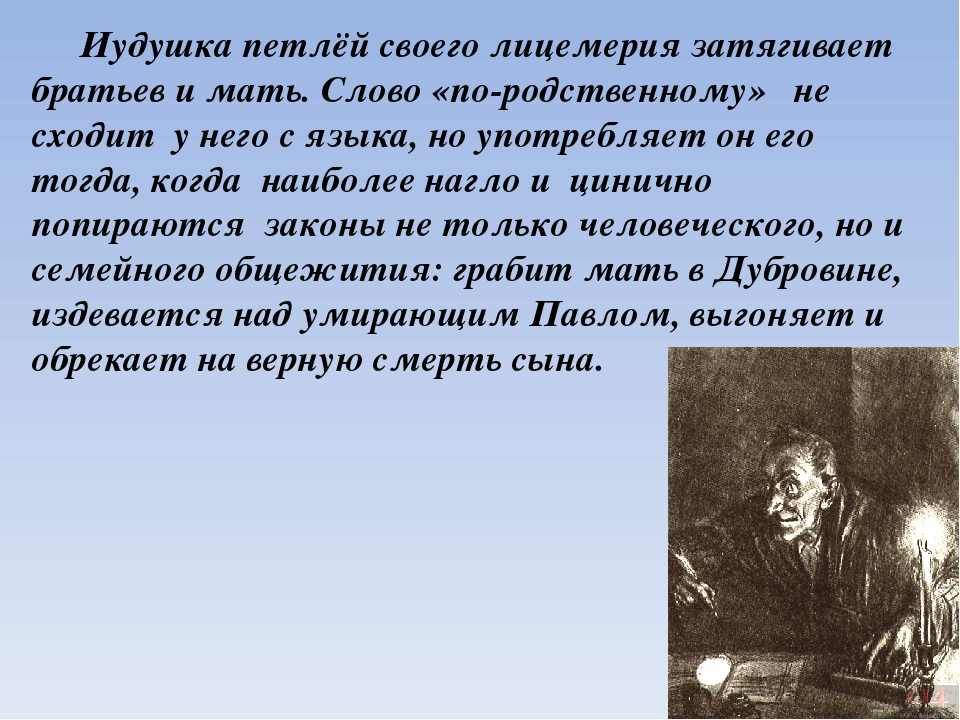 Иудушка петлёй своего лицемерия затягивает
братьев и мать. Слово «по-родственному» не
сходит у него с языка, но употребляет он его
тогда, когда наиболее нагло и цинично
попираются законы не только человеческого, но и
семейного общежития: грабит мать в Дубровине,
издевается над умирающим Павлом, выгоняет и
обрекает на верную смерть сына.